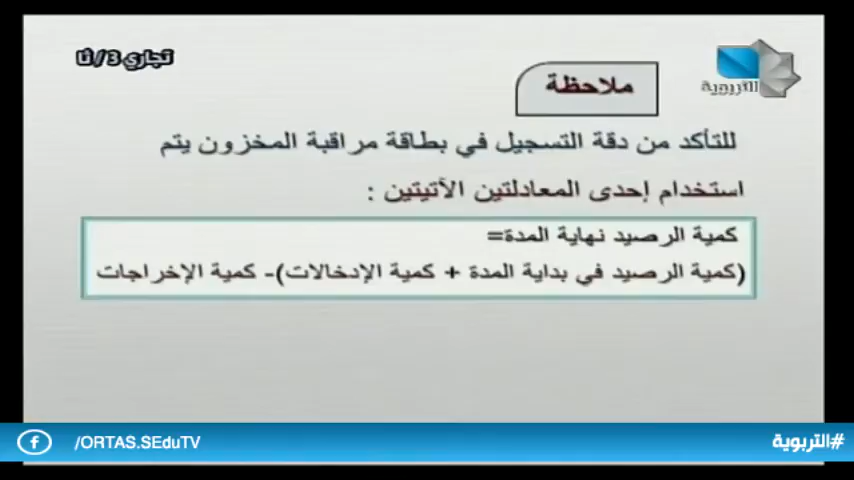 تجاري 3/ثا
التربوية
ملاحظة
للتأكد من دقة التسجيل في بطاقة مراقبة المخزون يتم
استخدام إحدى المعادلتين الآتيتين :
كمية الرصيد نهاية المدة=
(كمية الرصيد في بداية المدة + كمية الإدخالات)- كمية الإخراجات
/ORTAS.SEduTV
#التربوية